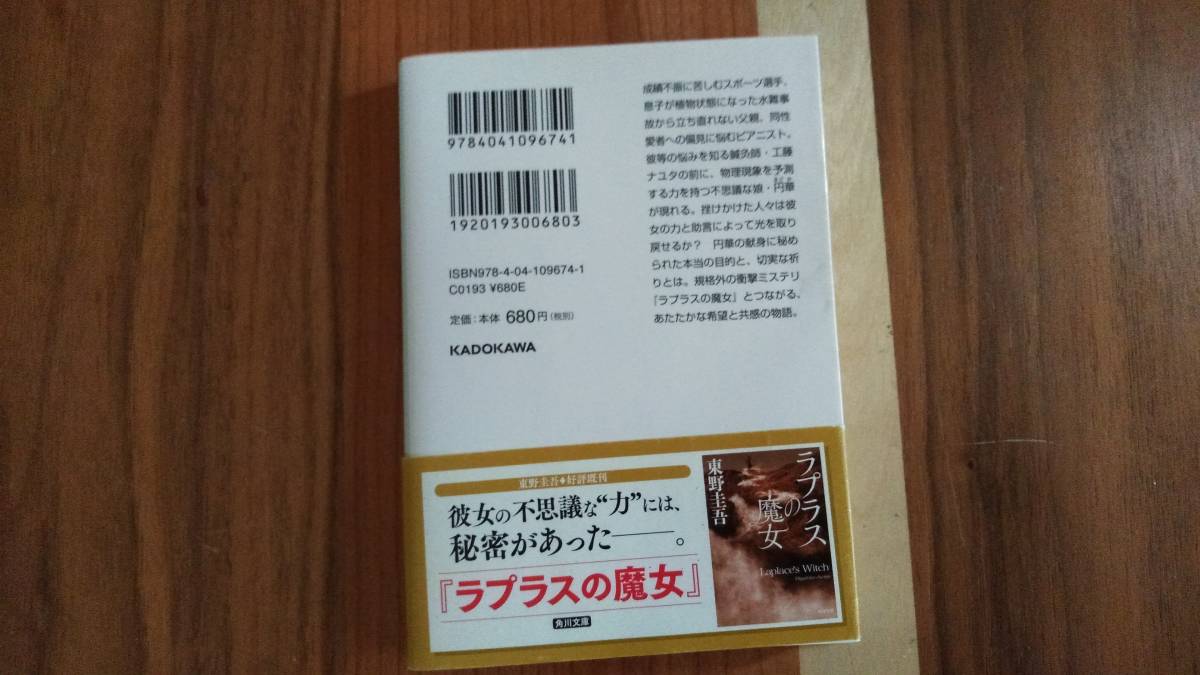 9784041096741
1920193006803
ISBN978-4-04-109674-1
C0193 ¥680E
定価:本体 680円(税別)
KADOKAWA
成績不振に苦しむスポーツ選手、
息子が植物状態になった水難事
故から立ち直れない父親、同性
愛者への偏見に悩むピアニスト。
彼等の悩みを知る鍼灸師・工藤
ナユタの前に、物理現象を予測
する力を持つ不思議な娘・円華
が現れる。挫けかけた人々は彼
女の力と助言によって光を取り
戻せるか? 円華の献身に秘め
られた本当の目的と、切実な祈
りとは。規格外の衝撃ミステリ
『ラプラスの魔女』とつながる、
あたたかな希望と共感の物語。
東野圭吾◆好評既刊
彼女の不思議な“力”には、
秘密があった――。
『ラプラスの魔女』
角川文庫
ラプラスの魔女
東野圭吾
Laplace's Witch